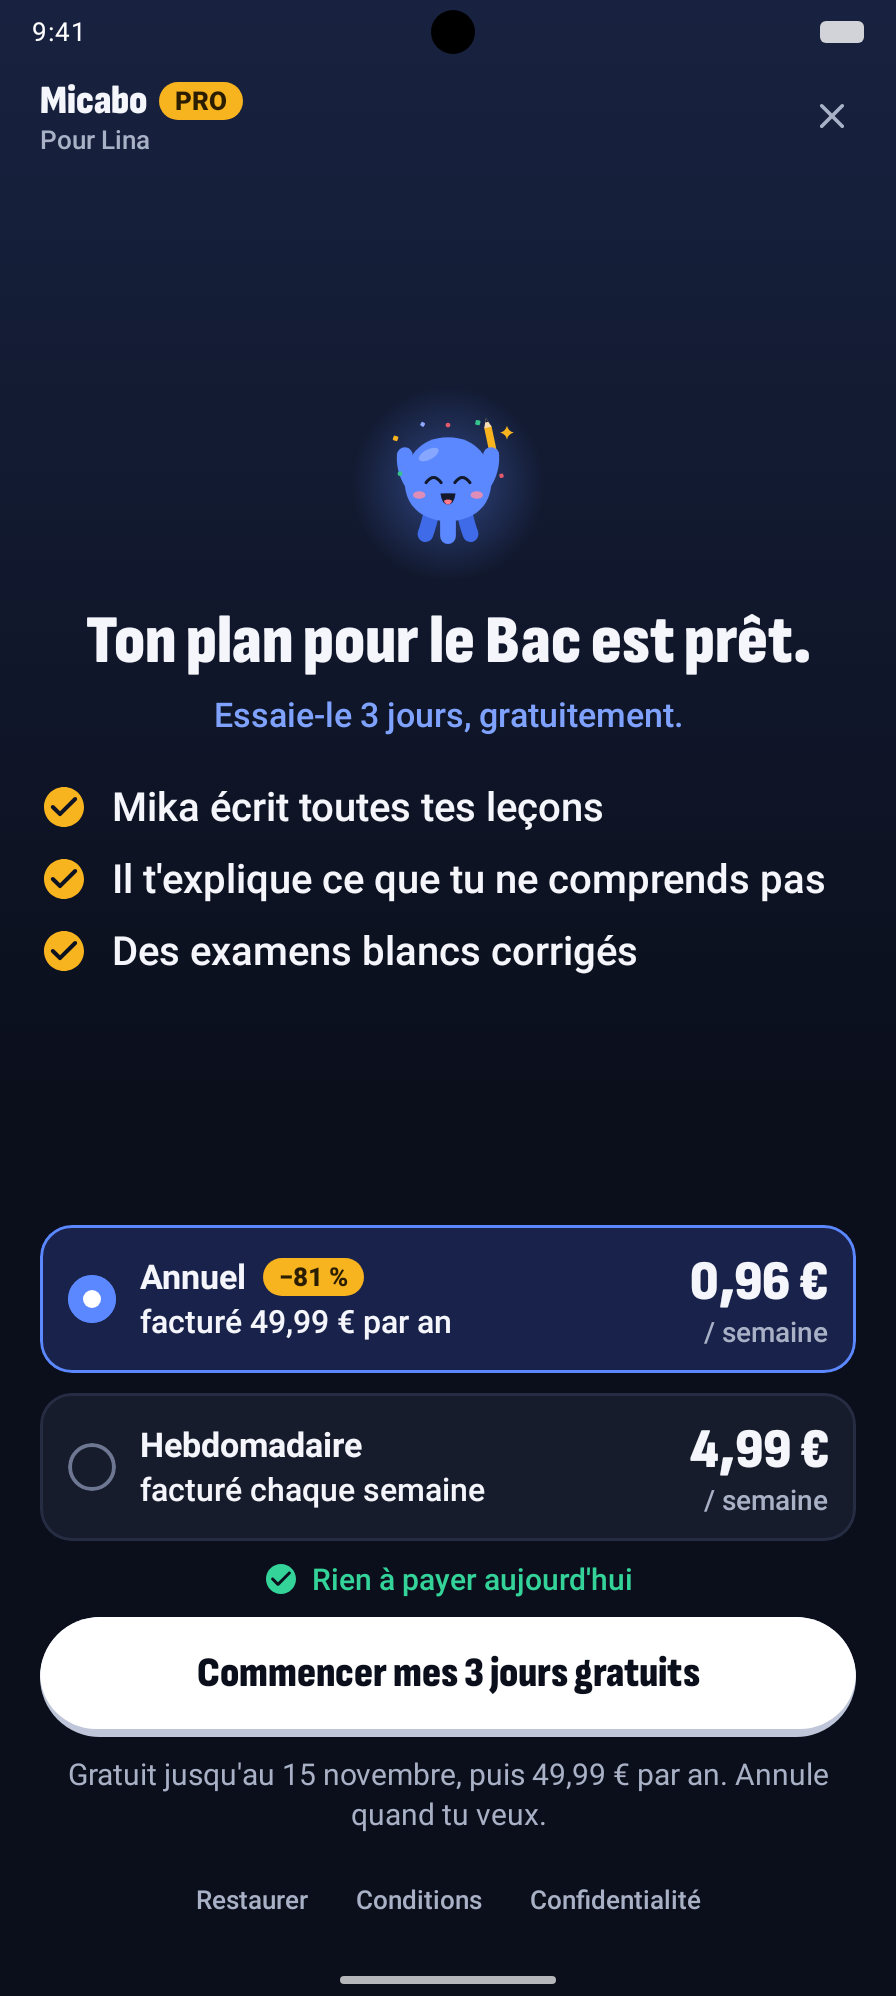 9:41
Micabo PRO
Pour Lina
Ton plan pour le Bac est prêt.
Essaie-le 3 jours, gratuitement.
Mika écrit toutes tes leçons
Il t'explique ce que tu ne comprends pas
Des examens blancs corrigés
Annuel −81 %
facturé 49,99 € par an
0,96 €
/ semaine
Hebdomadaire
facturé chaque semaine
4,99 €
/ semaine
Rien à payer aujourd'hui
Commencer mes 3 jours gratuits
Gratuit jusqu'au 15 novembre, puis 49,99 € par an. Annule
quand tu veux.
Restaurer Conditions Confidentialité